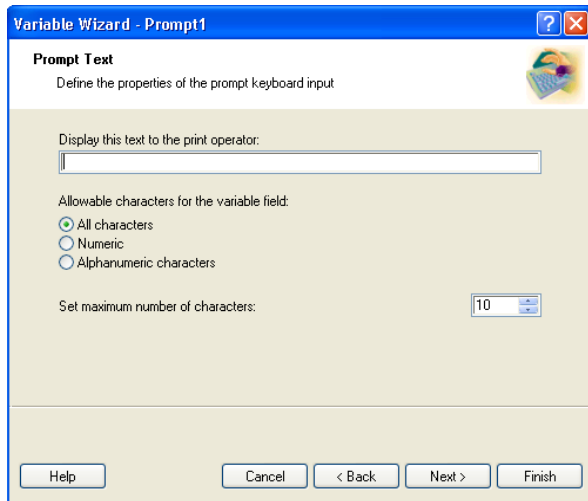 Variable Wizard - Prompt1
Prompt Text
Define the properties of the prompt keyboard input
Display this text to the print operator:
Allowable characters for the variable field:
All characters
Numeric
Alphanumeric characters
Set maximum number of characters: 10
Help Cancel < Back Next > Finish